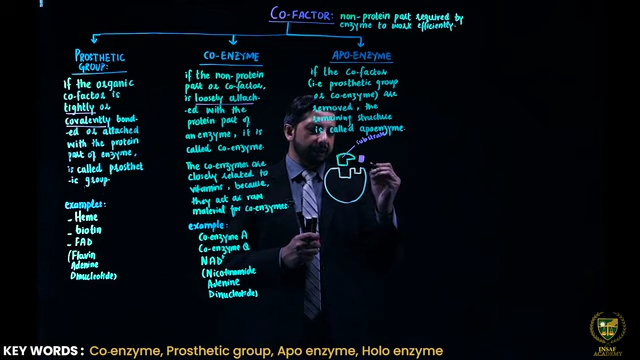 CO-FACTOR: non-protein part required by
enzyme to work efficiently.
PROSTHETIC
GROUP:
if the organic
co-factor is
tightly or
covalently bond-
ed or attached
with the protein
part of enzyme,
is called prosthet
-ic group.
examples:
- Heme
- biotin
- FAD
(Flavin
Adenine
Dinucleotide)
CO-ENZYME
if the non-protein
part or co-factor,
is loosely attach-
-ed with the
protein part of
an enzyme, it is
called co-enzyme.
The co-enzymes are
closely related to
vitamins, because,
they act as raw
material for co-enzymes.
example:
Co-enzyme A
Co-enzyme Q
NAD
(Nicotinamide
Adenine
Dinucleotide)
APO-ENZYME
if the co-factor
(i.e prosthetic group
or co-enzyme) are
removed, the
remaining structure
is called apoenzyme.
substrate
KEY WORDS : Co-enzyme, Prosthetic group, Apo enzyme, Holo enzyme
INSAF
ACADEMY